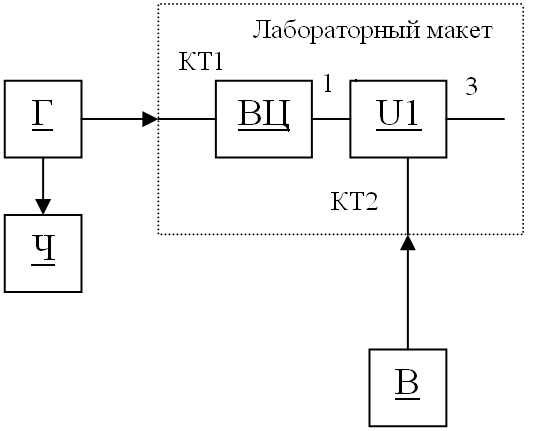 Лабораторный макет
КТ1
Г
ВЦ
1
U1
3
КТ2
Ч
В